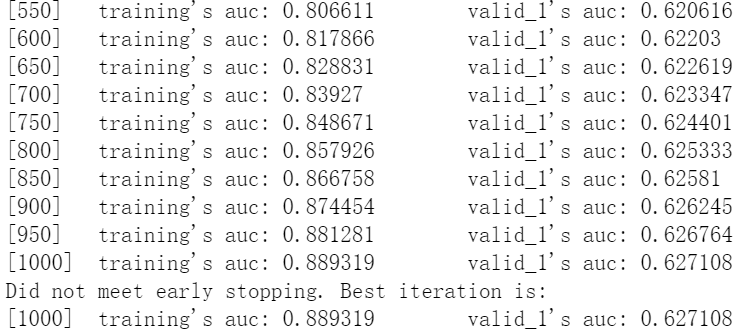 [550] training's auc: 0.806611 valid_1's auc: 0.620616
[600] training's auc: 0.817866 valid_1's auc: 0.62203
[650] training's auc: 0.828831 valid_1's auc: 0.622619
[700] training's auc: 0.83927 valid_1's auc: 0.623347
[750] training's auc: 0.848671 valid_1's auc: 0.624401
[800] training's auc: 0.857926 valid_1's auc: 0.625333
[850] training's auc: 0.866758 valid_1's auc: 0.62581
[900] training's auc: 0.874454 valid_1's auc: 0.626245
[950] training's auc: 0.881281 valid_1's auc: 0.626764
[1000] training's auc: 0.889319 valid_1's auc: 0.627108
Did not meet early stopping. Best iteration is:
[1000] training's auc: 0.889319 valid_1's auc: 0.627108